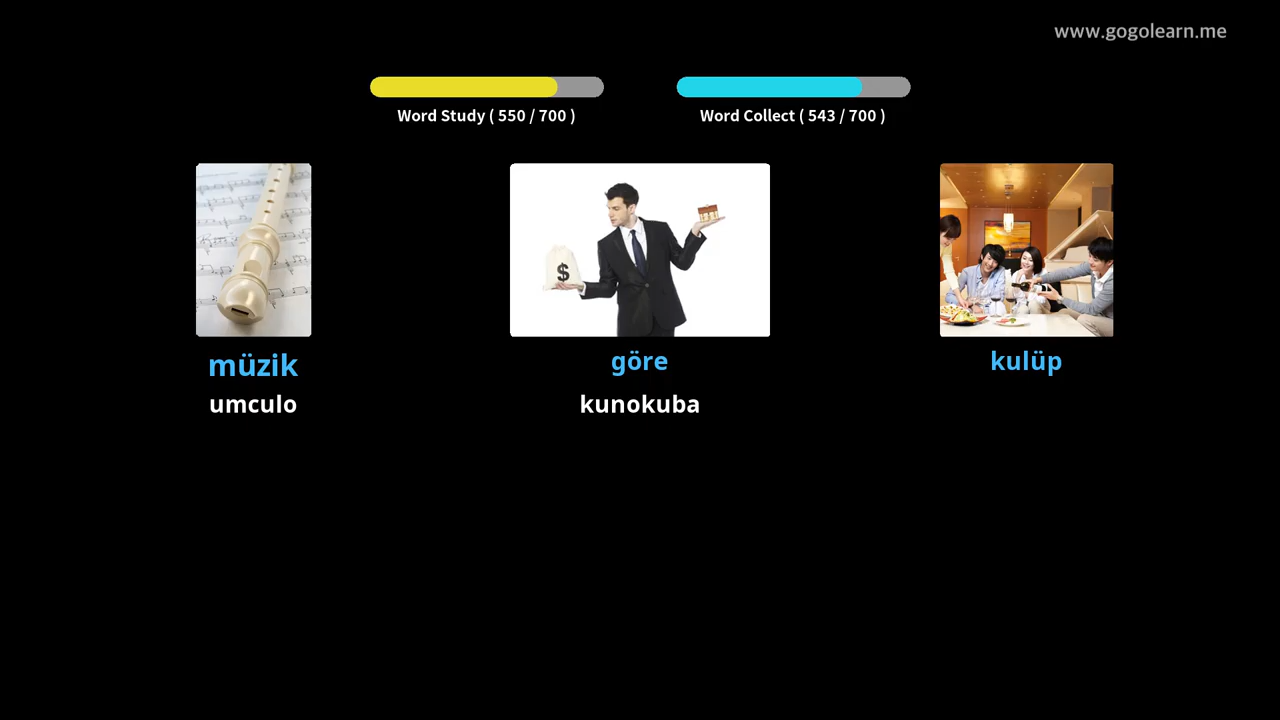 www.gogolearn.me
Word Study ( 550 / 700 )
Word Collect ( 543 / 700 )
$
müzik
göre
kulüp
umculo
kunokuba